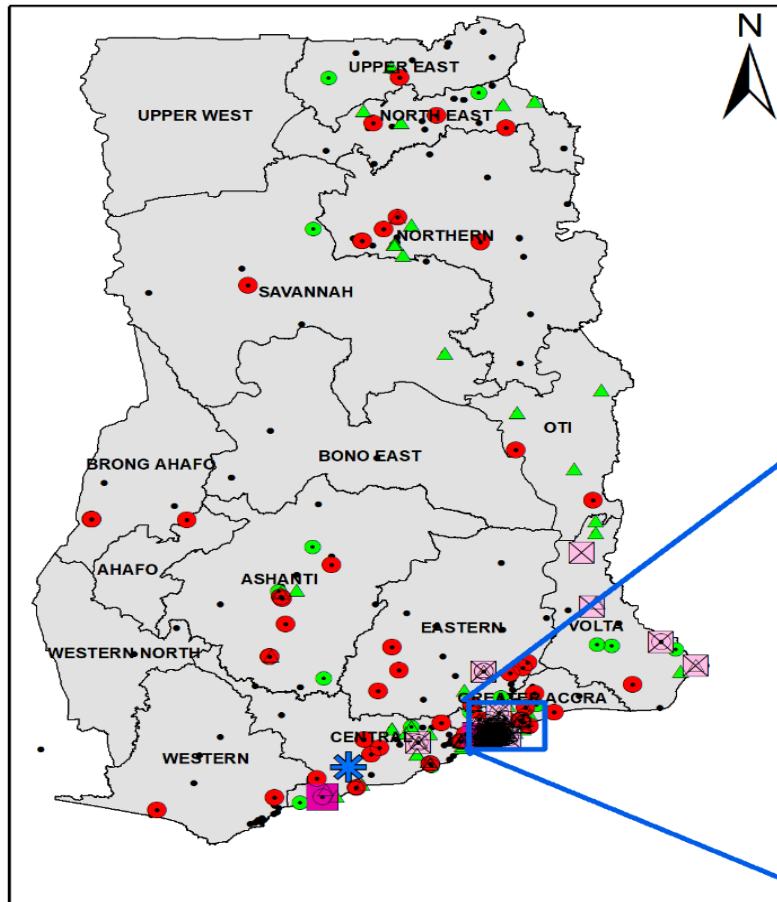 N
UPPER EAST
UPPER WEST
NORTH EAST
NORTHERN
SAVANNAH
OTI
BRONG AHAFO
BONO EAST
AHAFO
ASHANTI
EASTERN
VOLTA
WESTERN NORTH
GREATER ACCRA
CENTRAL
WESTERN